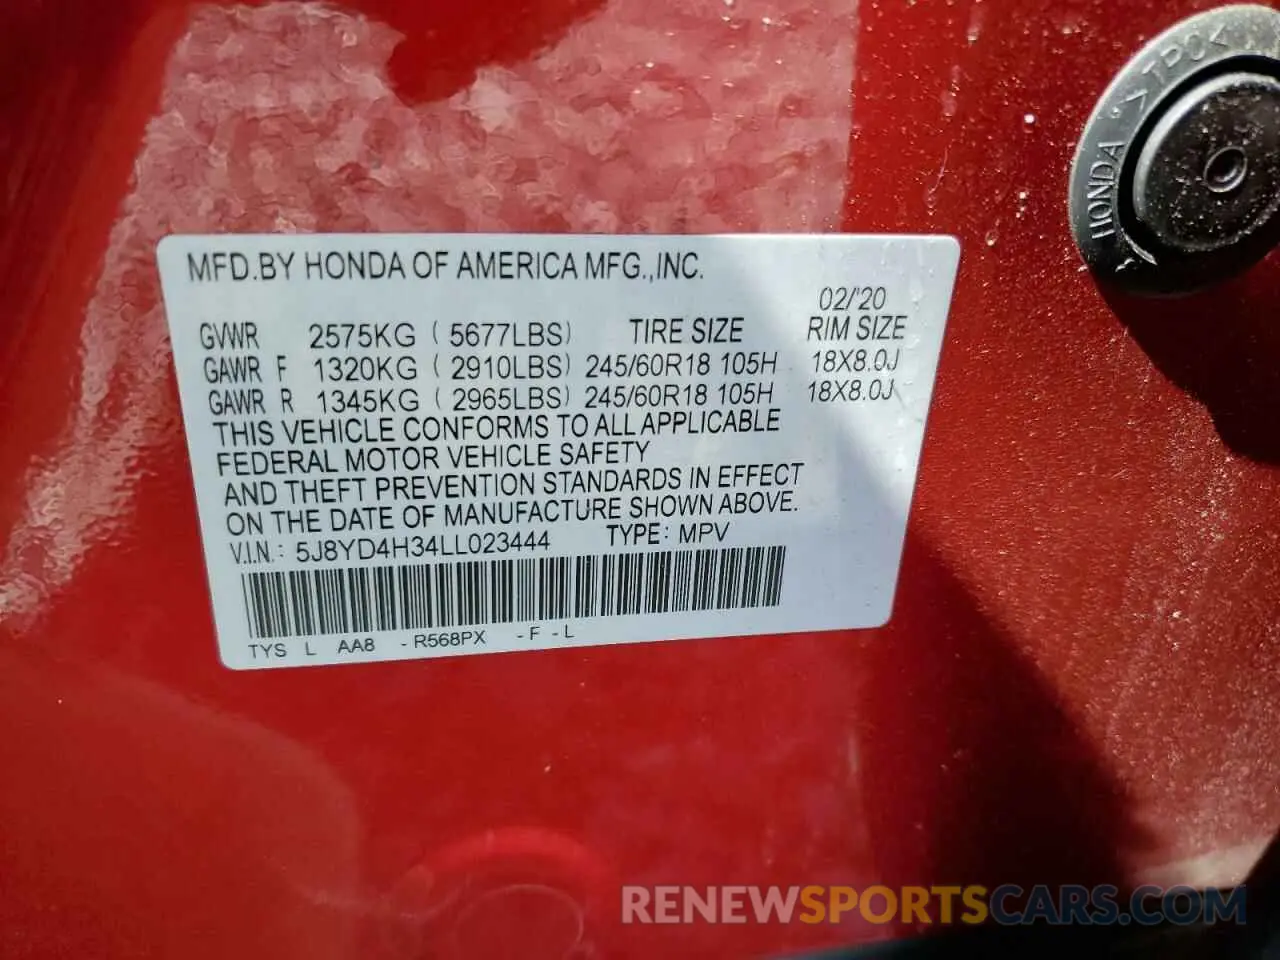 HONDA >TPO<
MFD.BY HONDA OF AMERICA MFG.,INC.
02/'20
GVWR 2575KG ( 5677LBS) TIRE SIZE RIM SIZE
GAWR F 1320KG ( 2910LBS) 245/60R18 105H 18X8.0J
GAWR R 1345KG ( 2965LBS) 245/60R18 105H 18X8.0J
THIS VEHICLE CONFORMS TO ALL APPLICABLE
FEDERAL MOTOR VEHICLE SAFETY
AND THEFT PREVENTION STANDARDS IN EFFECT
ON THE DATE OF MANUFACTURE SHOWN ABOVE.
V.I.N.: 5J8YD4H34LL023444 TYPE: MPV
TYS L AA8 - R568PX - F - L
RENEWSPORTSCARS.COM